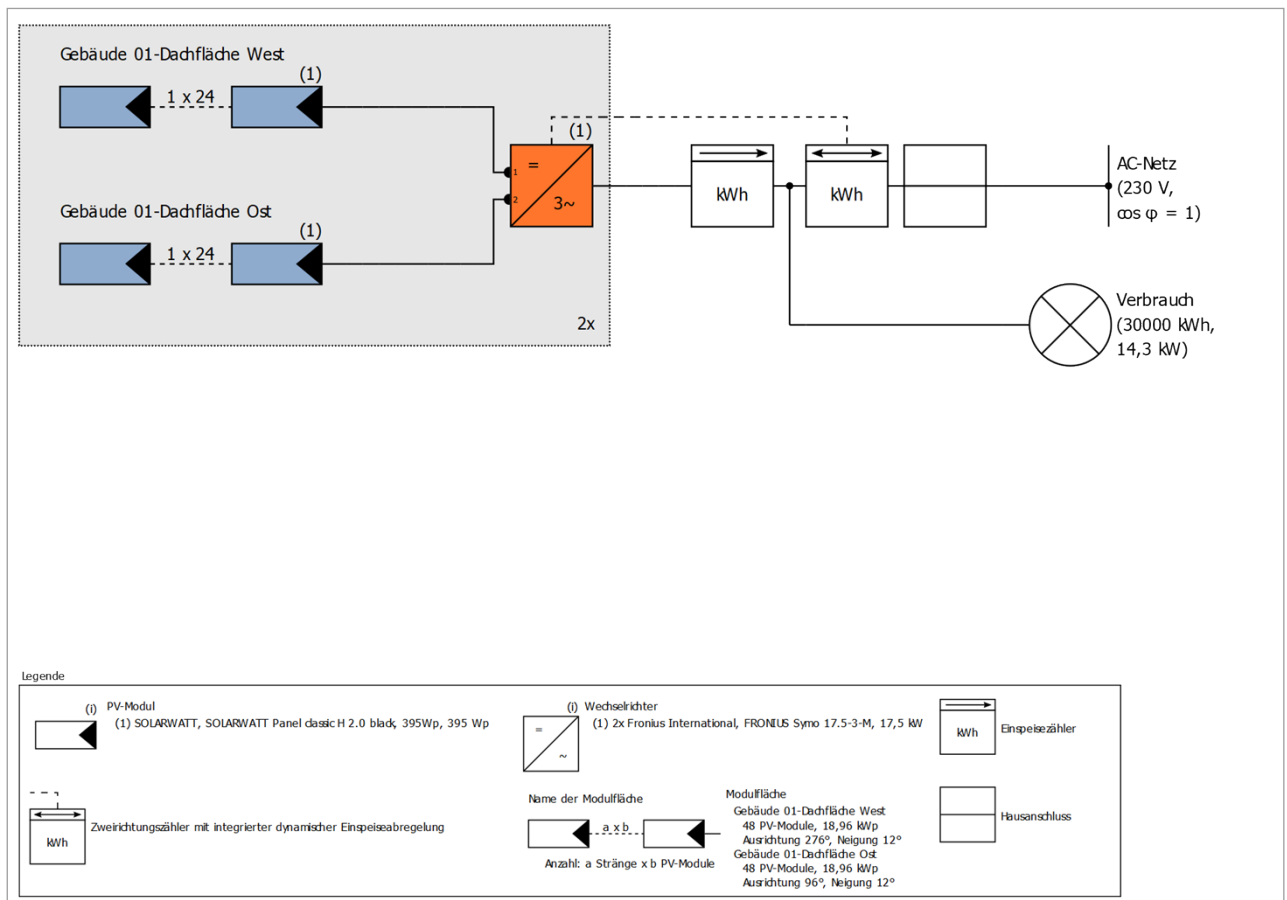 Gebäude 01-Dachfläche West
(1)
1 x 24
(1)
=
1
2
3~
Gebäude 01-Dachfläche Ost
(1)
1 x 24
2x
kWh
kWh
AC-Netz
(230 V,
cos φ = 1)
Verbrauch
(30000 kWh,
14,3 kW)
Legende
(i)
PV-Modul
(1) SOLARWATT, SOLARWATT Panel classic H 2.0 black, 395Wp, 395 Wp
(i) Wechselrichter
(1) 2x Fronius International, FRONIUS Symo 17.5-3-M, 17,5 kW
=
~
kWh
Einspeisezähler
kWh
Zweirichtungszähler mit integrierter dynamischer Einspeiseabregelung
Name der Modulfläche
a x b
Anzahl: a Stränge x b PV-Module
Modulfläche
Gebäude 01-Dachfläche West
48 PV-Module, 18,96 kWp
Ausrichtung 276°, Neigung 12°
Gebäude 01-Dachfläche Ost
48 PV-Module, 18,96 kWp
Ausrichtung 96°, Neigung 12°
Hausanschluss